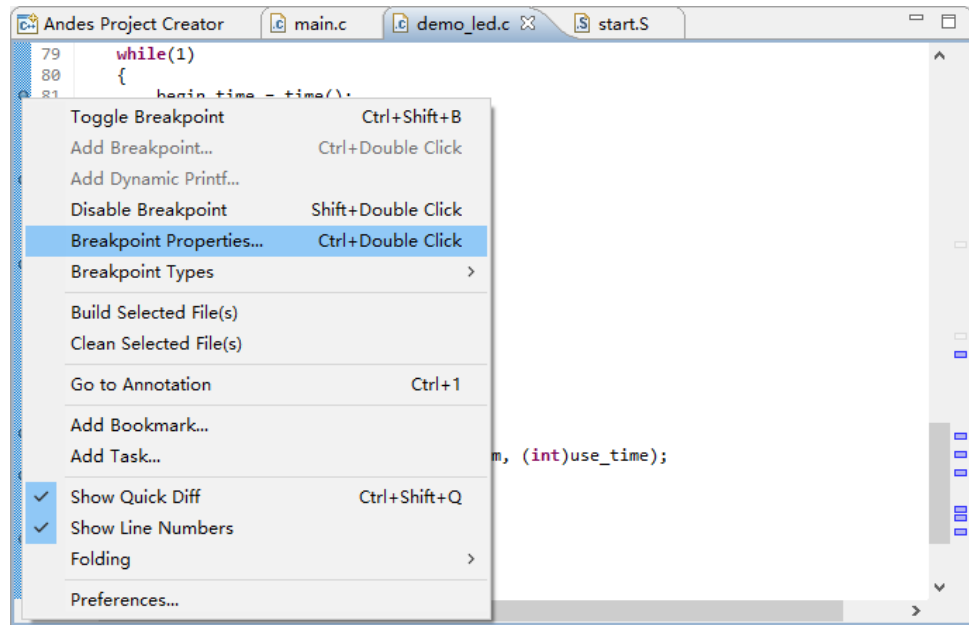 Andes Project Creator main.c demo_led.c start.S
79 while(1)
80 {
81 begin_time = time();
Toggle Breakpoint Ctrl+Shift+B
Add Breakpoint... Ctrl+Double Click
Add Dynamic Printf...
Disable Breakpoint Shift+Double Click
Breakpoint Properties... Ctrl+Double Click
Breakpoint Types
Build Selected File(s)
Clean Selected File(s)
Go to Annotation Ctrl+1
Add Bookmark...
Add Task... m, (int)use_time);
Show Quick Diff Ctrl+Shift+Q
Show Line Numbers
Folding
Preferences...